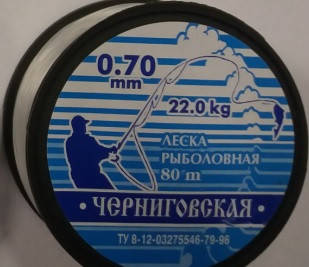 0.70
mm
22.0 kg
ЛЕСКА
РЫБОЛОВНАЯ
80 m
• ЧЕРНИГОВСКАЯ •
ТУ 8-12-03275546-79-96